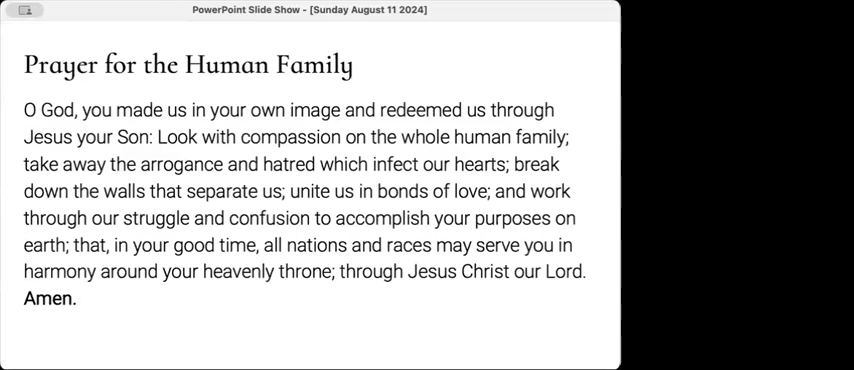 PowerPoint Slide Show - [Sunday August 11 2024]
Prayer for the Human Family
O God, you made us in your own image and redeemed us through
Jesus your Son: Look with compassion on the whole human family;
take away the arrogance and hatred which infect our hearts; break
down the walls that separate us; unite us in bonds of love; and work
through our struggle and confusion to accomplish your purposes on
earth; that, in your good time, all nations and races may serve you in
harmony around your heavenly throne; through Jesus Christ our Lord.
Amen.